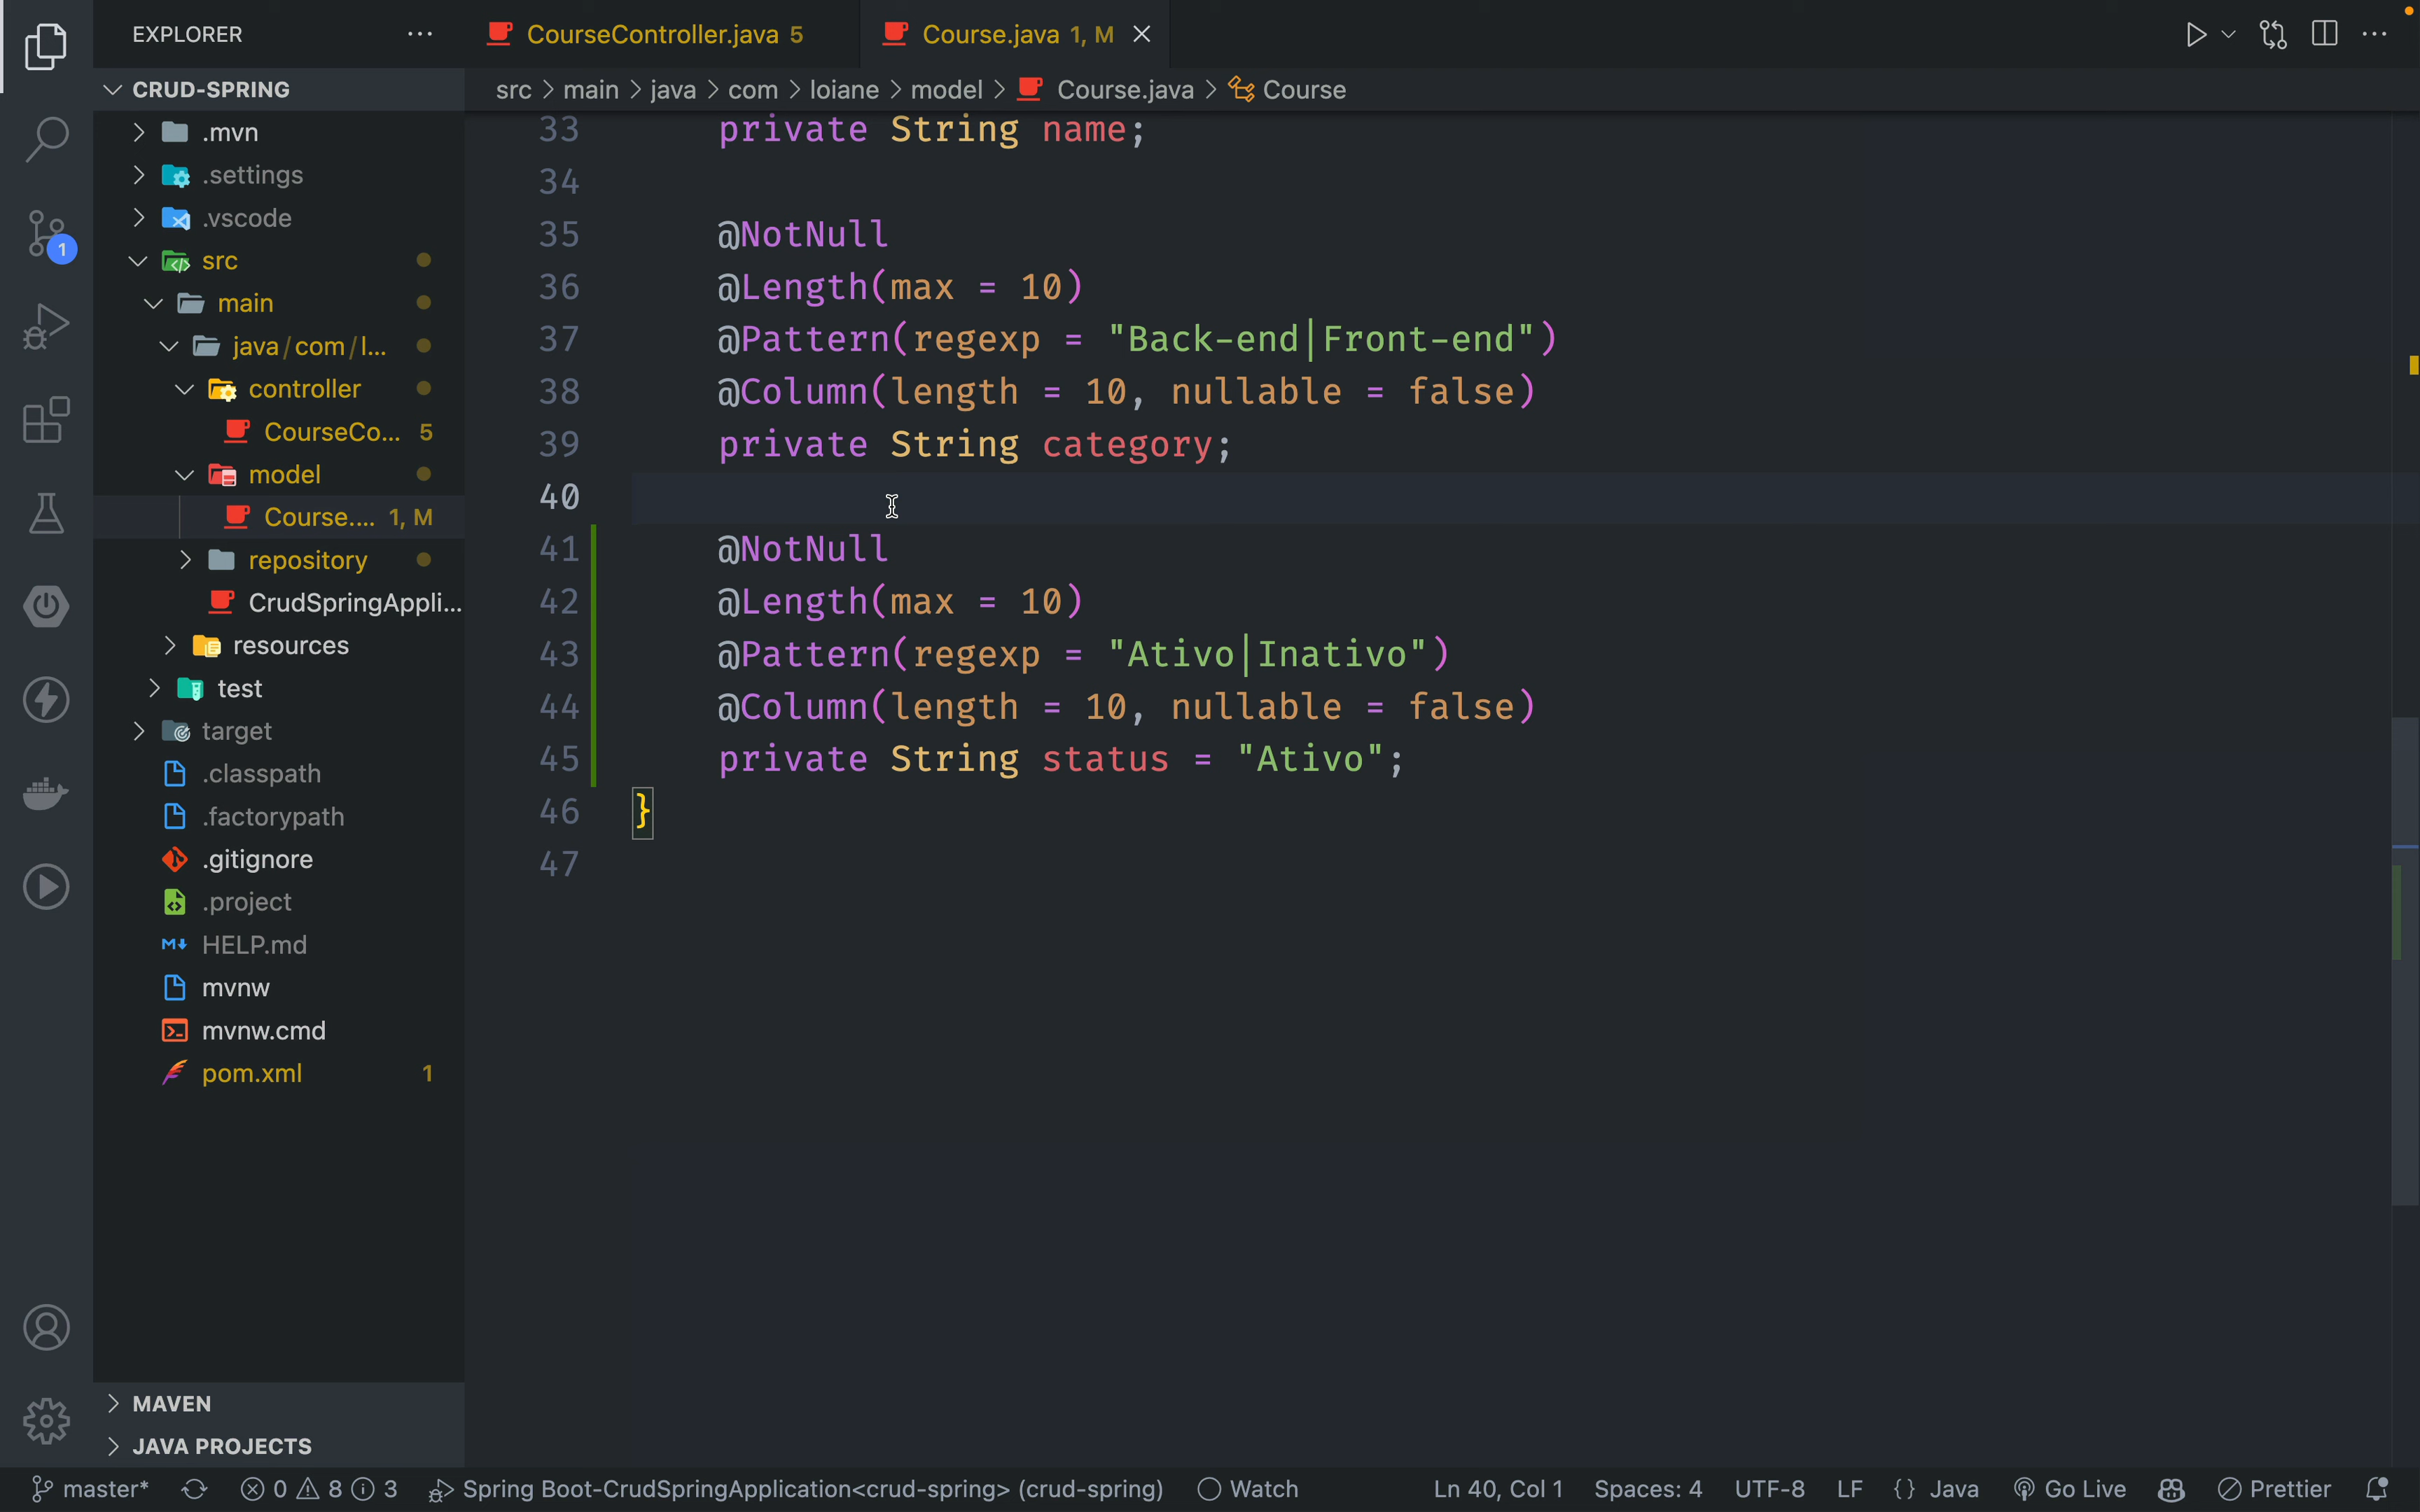 EXPLORER ···
CourseController.java 5
Course.java 1, M
CRUD-SPRING
src > main > java > com > loiane > model > Course.java > Course
.mvn
.settings
.vscode
src
main
java/com/l...
controller
CourseCo... 5
model
Course.... 1, M
repository
CrudSpringAppli...
resources
test
target
.classpath
.factorypath
.gitignore
.project
HELP.md
mvnw
mvnw.cmd
pom.xml 1
MAVEN
JAVA PROJECTS
1
33 private String name;
34
35 @NotNull
36 @Length(max = 10)
37 @Pattern(regexp = "Back-end|Front-end")
38 @Column(length = 10, nullable = false)
39 private String category;
40
41 @NotNull
42 @Length(max = 10)
43 @Pattern(regexp = "Ativo|Inativo")
44 @Column(length = 10, nullable = false)
45 private String status = "Ativo";
46 }
47
master* 0 8 3 Spring Boot-CrudSpringApplication<crud-spring> (crud-spring) Watch Ln 40, Col 1 Spaces: 4 UTF-8 LF {} Java Go Live Prettier